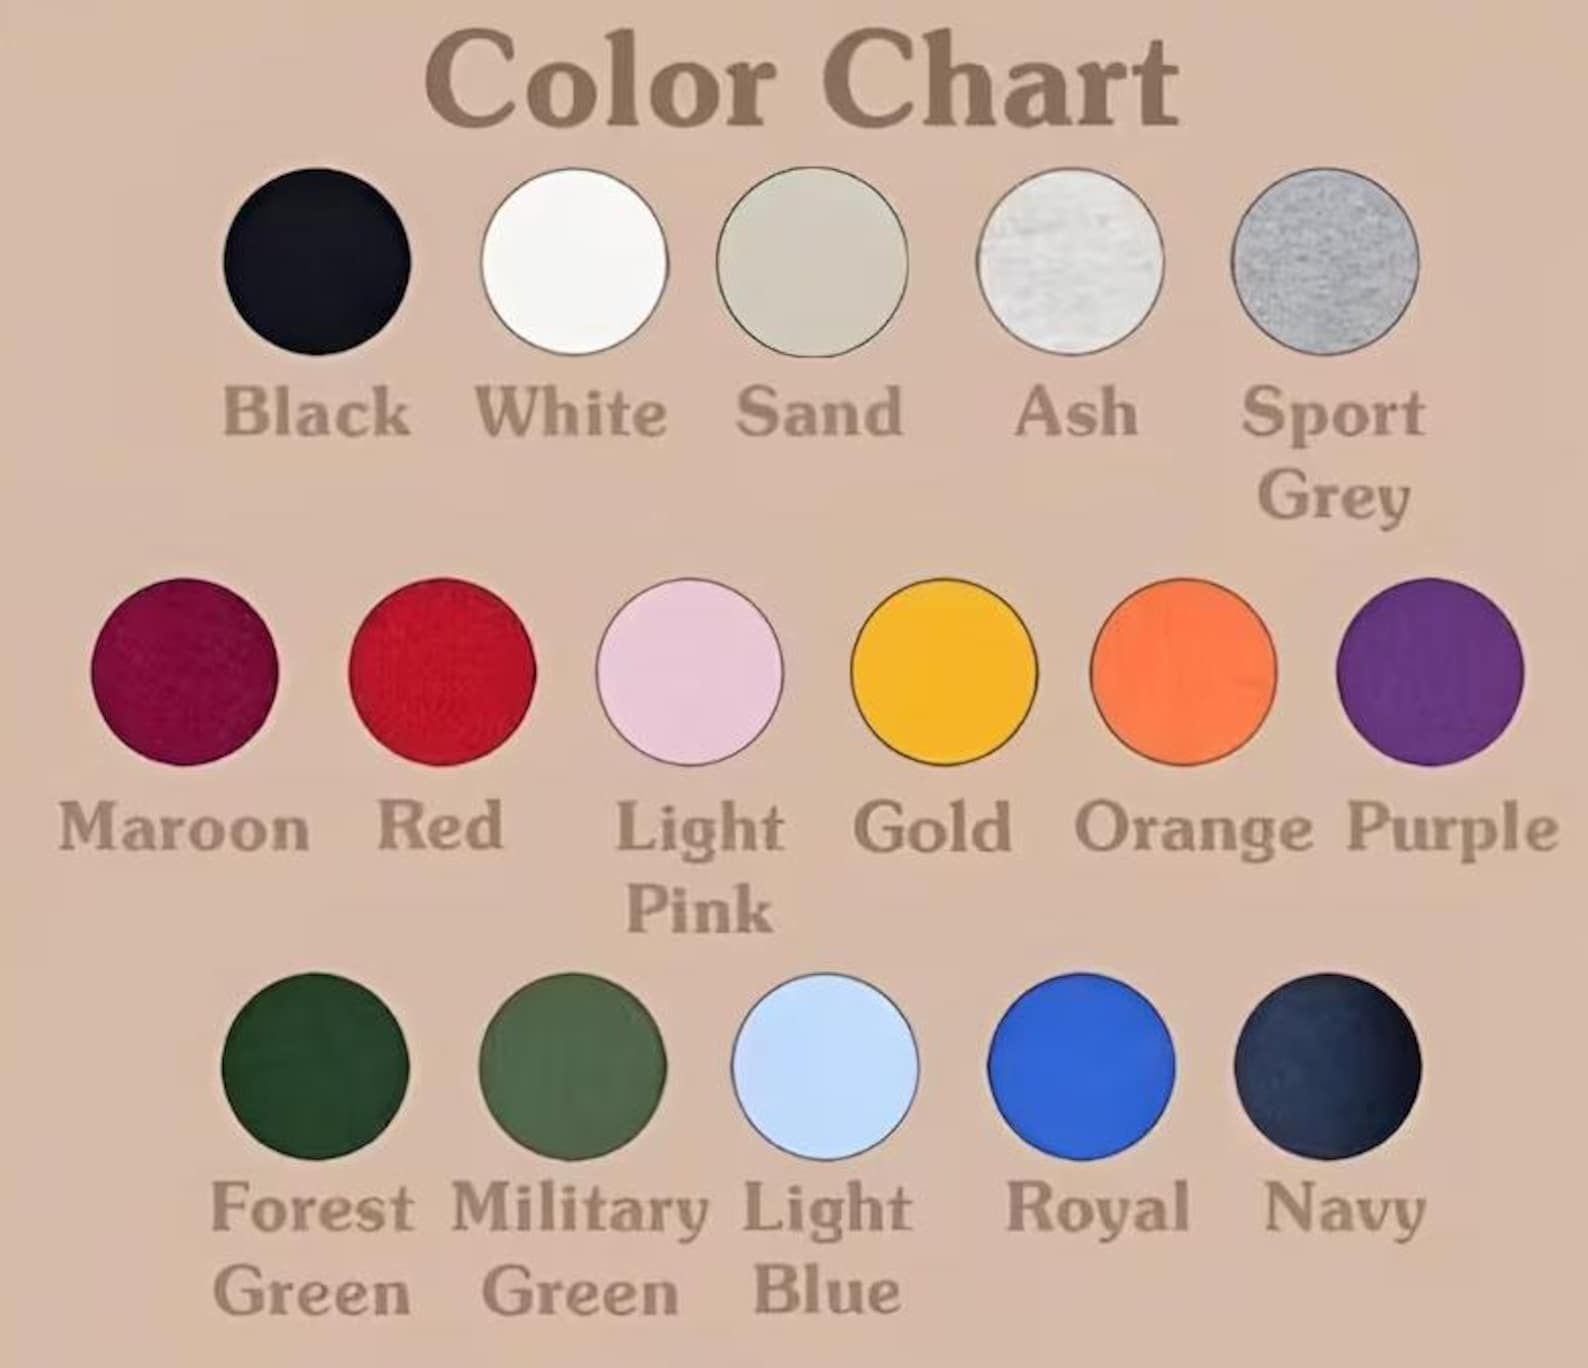 Color Chart
Black White Sand Ash Sport
Grey
Maroon Red Light Gold Orange Purple
Pink
Forest Military Light Royal Navy
Green Green Blue